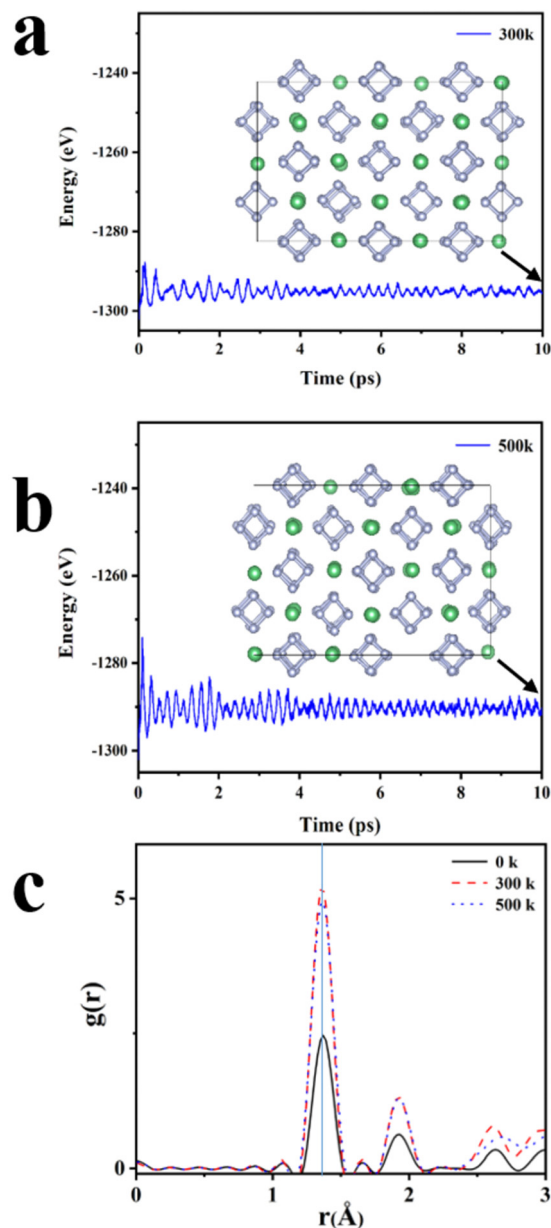 a
300k
-1240
-1260
-1280
-1300
Energy (eV)
0 2 4 6 8 10
Time (ps)
b
500k
-1240
-1260
-1280
-1300
Energy (eV)
0 2 4 6 8 10
Time (ps)
c
0 k
300 k
500 k
5
0
g(r)
0 1 2 3
r(Å)